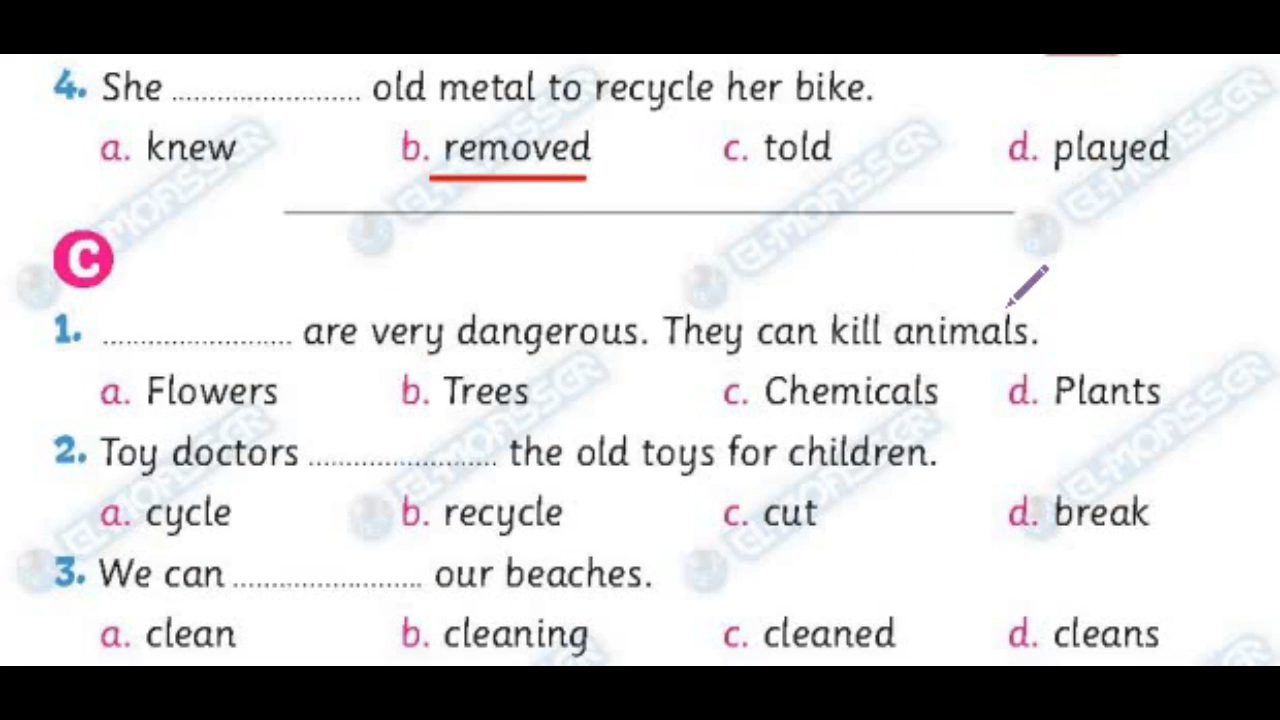 4. She ........................ old metal to recycle her bike.
a. knew b. removed c. told d. played
C
1. ........................ are very dangerous. They can kill animals.
a. Flowers b. Trees c. Chemicals d. Plants
2. Toy doctors ........................ the old toys for children.
a. cycle b. recycle c. cut d. break
3. We can ........................ our beaches.
a. clean b. cleaning c. cleaned d. cleans